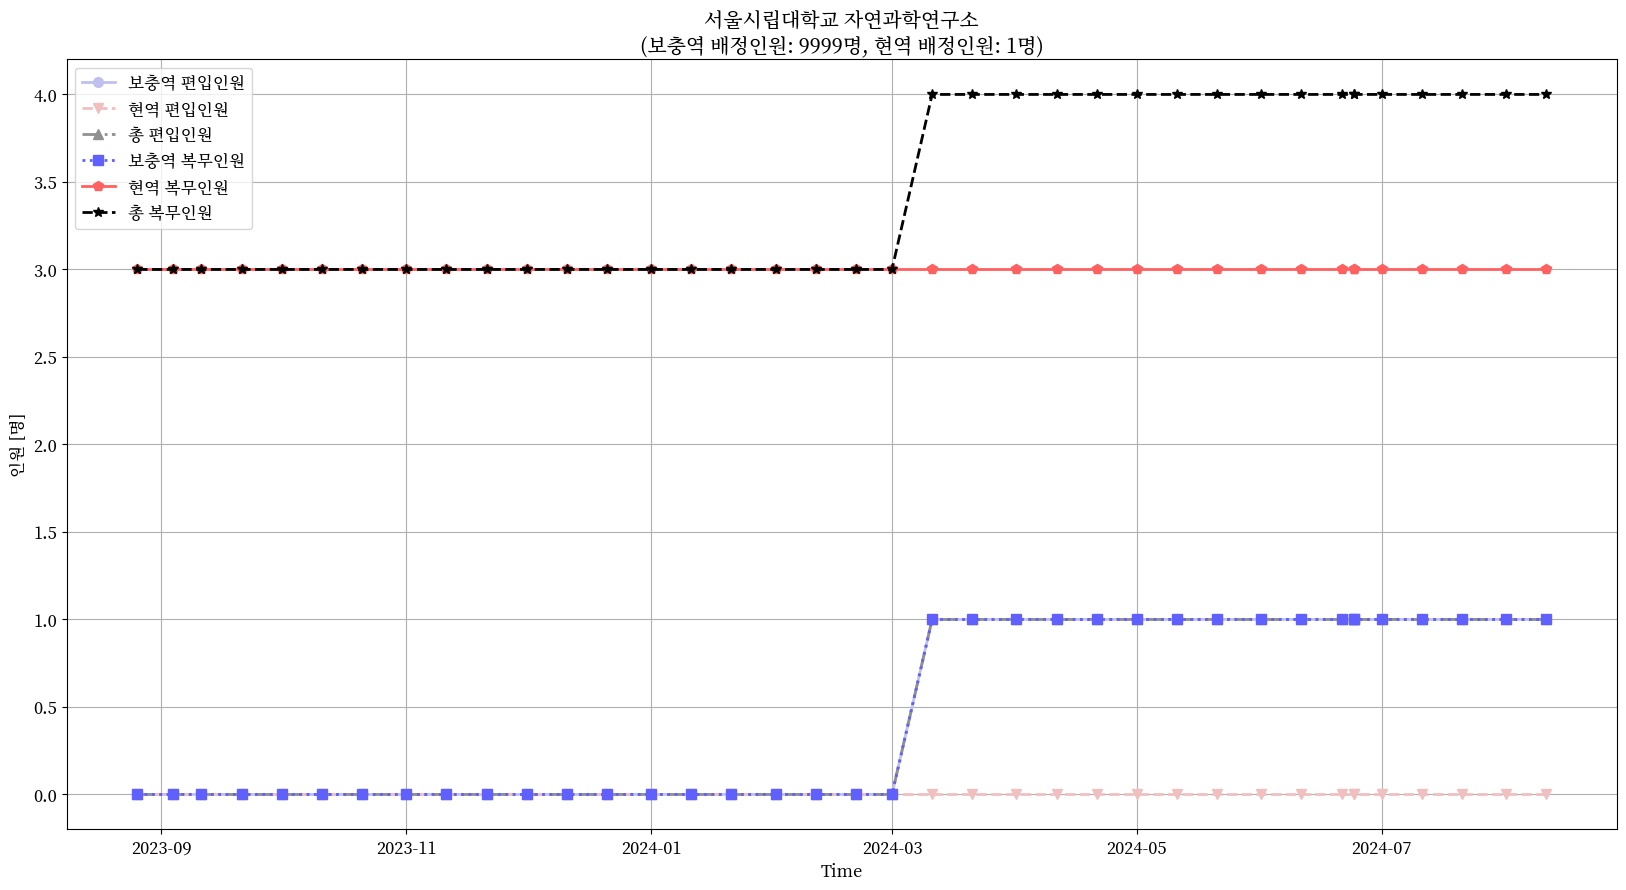 서울시립대학교 자연과학연구소
(보충역 배정인원: 9999명, 현역 배정인원: 1명)
보충역 편입인원
현역 편입인원
총 편입인원
보충역 복무인원
현역 복무인원
총 복무인원
인원 [명]
4.0
3.5
3.0
2.5
2.0
1.5
1.0
0.5
0.0
2023-09 2023-11 2024-01 2024-03 2024-05 2024-07
Time